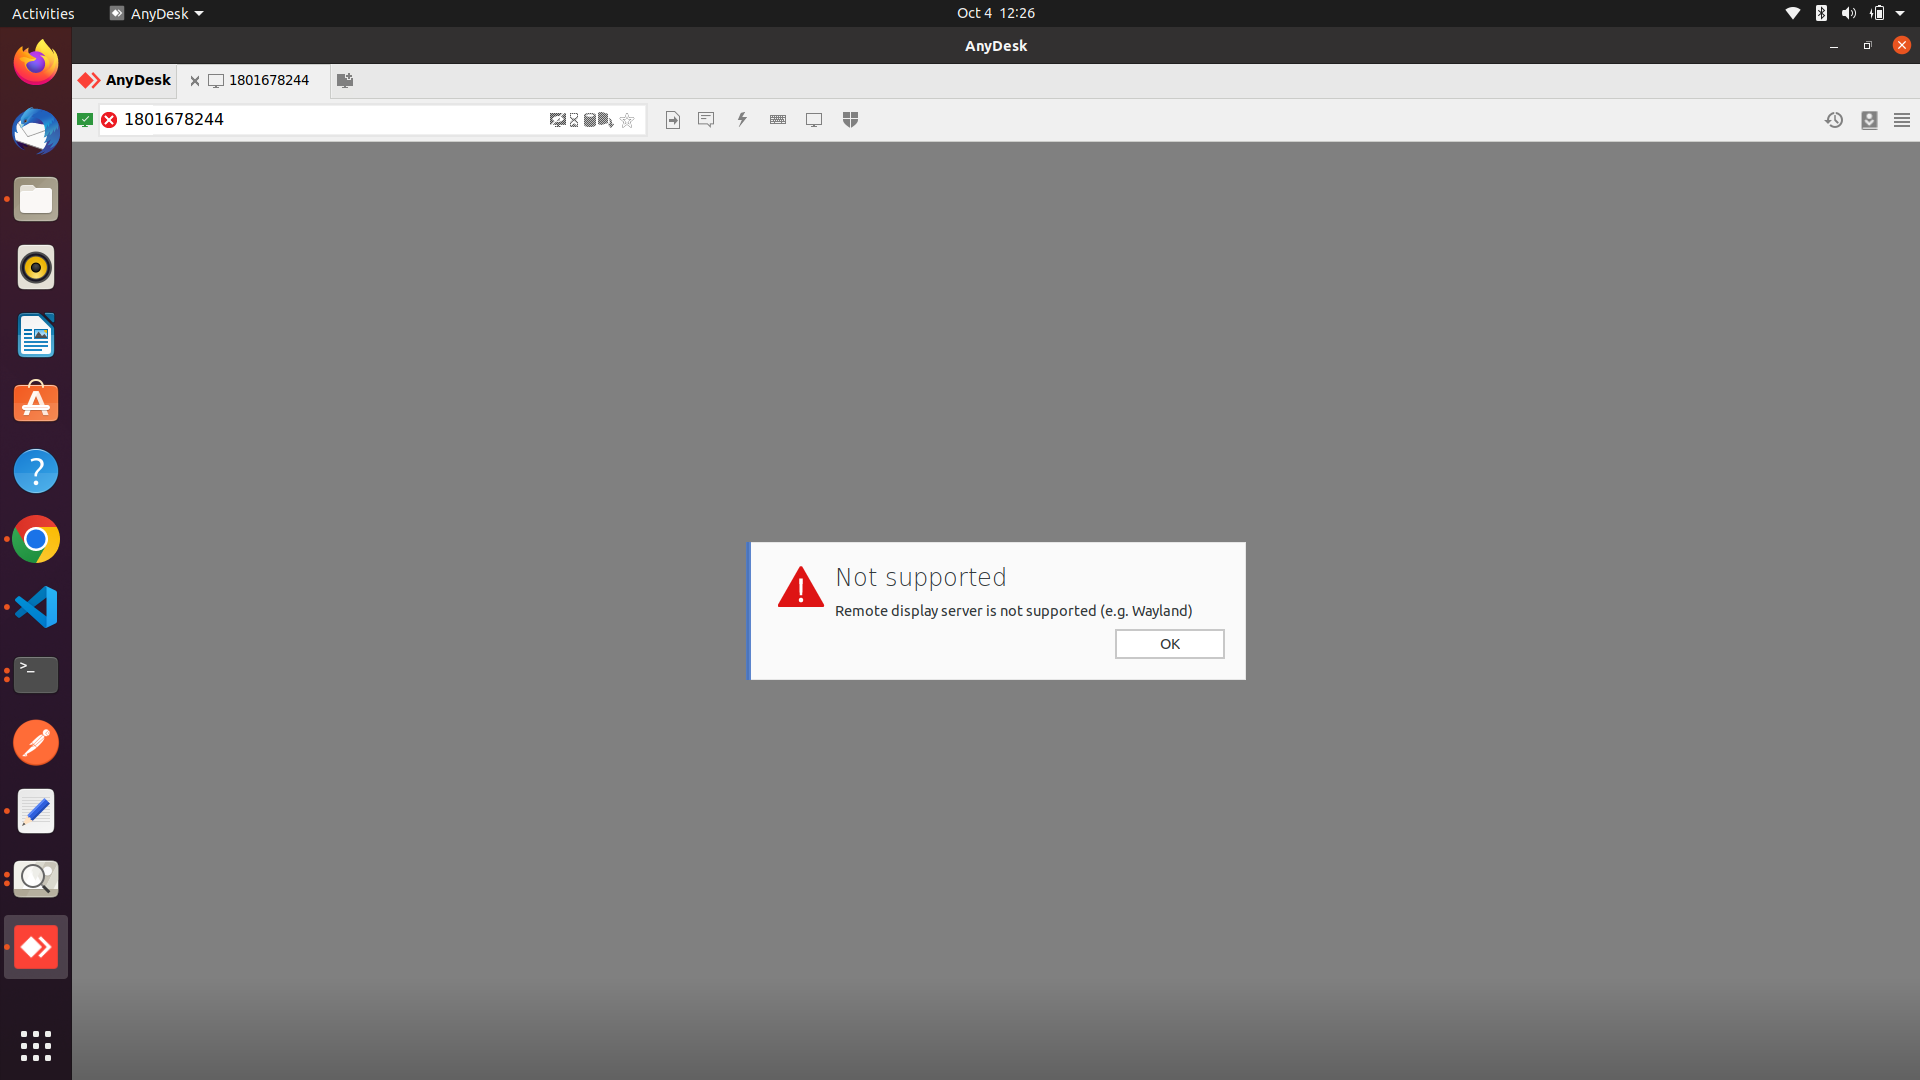 Activities
AnyDesk
Oct 4 12:26
AnyDesk
AnyDesk
1801678244
1801678244
Not supported
Remote display server is not supported (e.g. Wayland)
OK